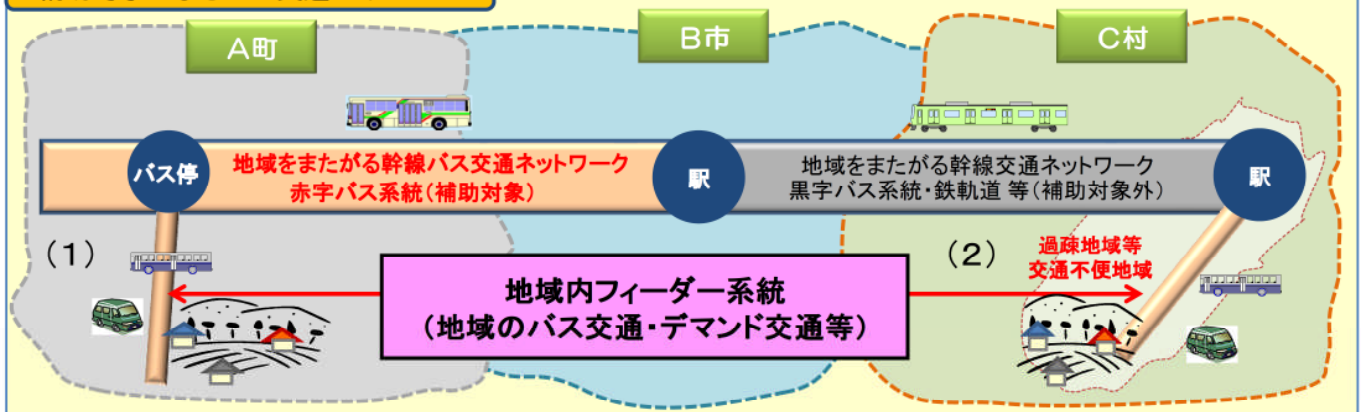 A町
B市
C村
バス停
地域をまたがる幹線バス交通ネットワーク
赤字バス系統(補助対象)
駅
地域をまたがる幹線交通ネットワーク
黒字バス系統・鉄軌道 等(補助対象外)
駅
(1)
(2)
過疎地域等
交通不便地域
地域内フィーダー系統
(地域のバス交通・デマンド交通等)